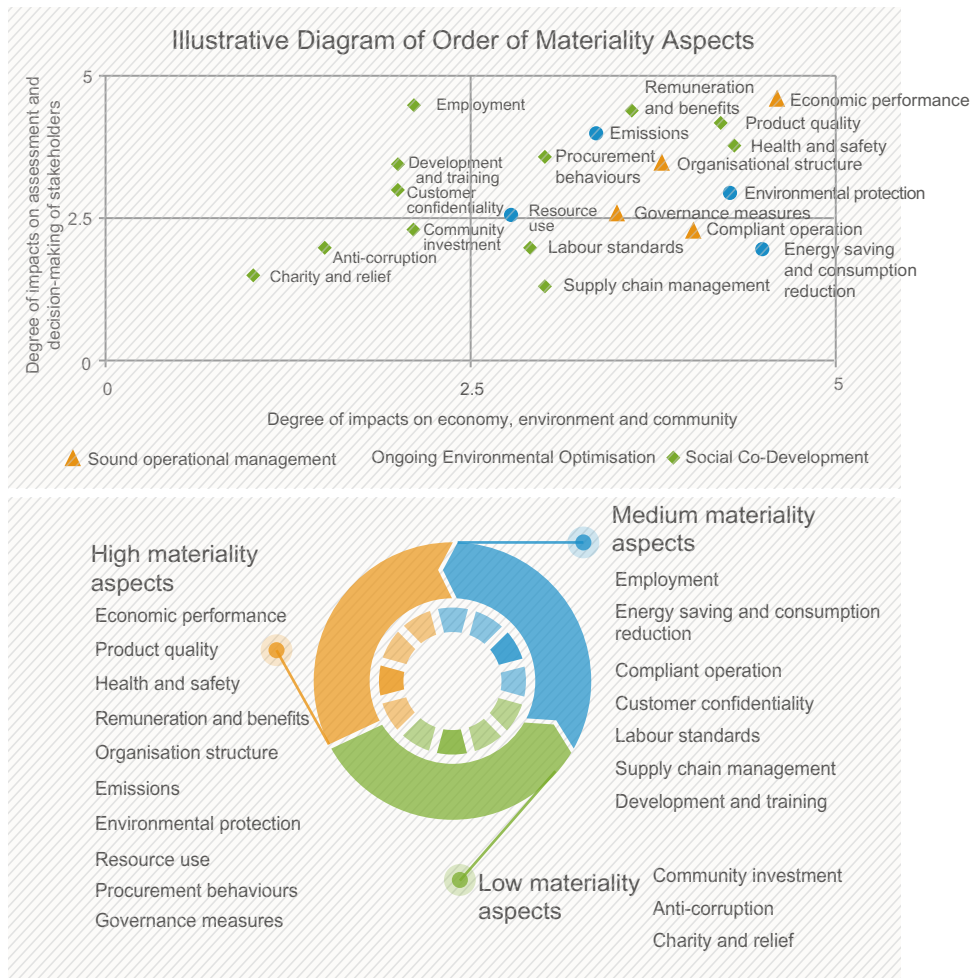 Illustrative Diagram of Order of Materiality Aspects
Degree of impacts on assessment and
decision-making of stakeholders
5
2.5
0
Employment
Remuneration
and benefits
Economic performance
Emissions
Product quality
Health and safety
Procurement
behaviours
Organisational structure
Development
and training
Customer
confidentiality
Environmental protection
Resource
use
Governance measures
Community
investment
Compliant operation
Anti-corruption
Labour standards
Energy saving
and consumption
reduction
Charity and relief
Supply chain management
0
2.5
5
Degree of impacts on economy, environment and community
Sound operational management
Ongoing Environmental Optimisation
Social Co-Development
High materiality
aspects
Economic performance
Product quality
Health and safety
Remuneration and benefits
Organisation structure
Emissions
Environmental protection
Resource use
Procurement behaviours
Governance measures
Medium materiality
aspects
Employment
Energy saving and consumption
reduction
Compliant operation
Customer confidentiality
Labour standards
Supply chain management
Development and training
Low materiality
aspects
Community investment
Anti-corruption
Charity and relief